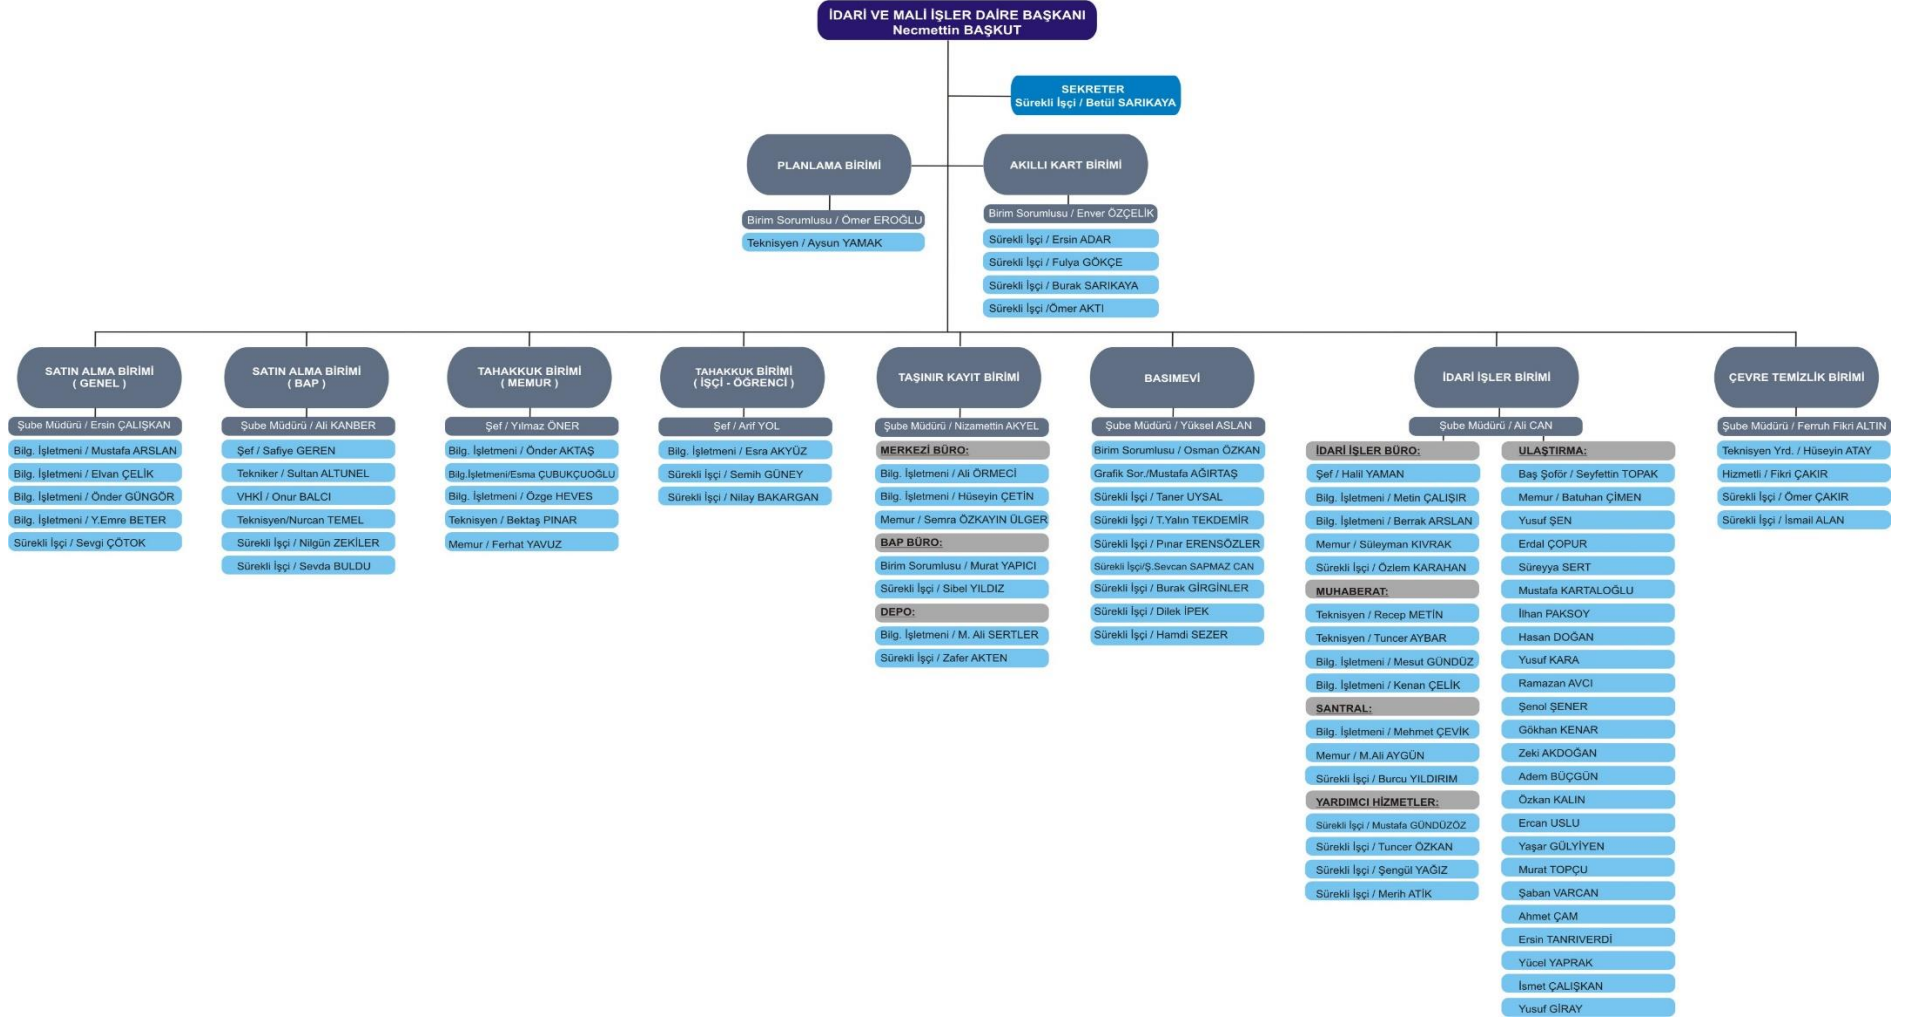 İDARİ VE MALİ İŞLER DAİRE BAŞKANI
Necmettin BAŞKUT
SEKRETER
Sürekli İşçi / Betül SARIKAYA
PLANLAMA BİRİMİ
Birim Sorumlusu / Ömer EROĞLU
Teknisyen / Aysun YAMAK
AKILLI KART BİRİMİ
Birim Sorumlusu / Enver ÖZÇELİK
Sürekli İşçi / Ersin ADAR
Sürekli İşçi / Fulya GÖKÇE
Sürekli İşçi / Burak SARIKAYA
Sürekli İşçi /Ömer AKTI
SATIN ALMA BİRİMİ
( GENEL )
Şube Müdürü / Ersin ÇALIŞKAN
Bilg. İşletmeni / Mustafa ARSLAN
Bilg. İşletmeni / Elvan ÇELİK
Bilg. İşletmeni / Önder GÜNGÖR
Bilg. İşletmeni / Y.Emre BETER
Sürekli İşçi / Sevgi ÇÖTOK
SATIN ALMA BİRİMİ
( BAP )
Şube Müdürü / Ali KANBER
Şef / Safiye GEREN
Tekniker / Sultan ALTUNEL
VHKİ / Onur BALCI
Teknisyen/Nurcan TEMEL
Sürekli İşçi / Nilgün ZEKİLER
Sürekli İşçi / Sevda BULDU
TAHAKKUK BİRİMİ
( MEMUR )
Şef / Yılmaz ÖNER
Bilg. İşletmeni / Önder AKTAŞ
Bilg.İşletmeni/Esma ÇUBUKÇUOĞLU
Bilg. İşletmeni / Özge HEVES
Teknisyen / Bektaş PINAR
Memur / Ferhat YAVUZ
TAHAKKUK BİRİMİ
( İŞÇİ - ÖĞRENCİ )
Şef / Arif YOL
Bilg. İşletmeni / Esra AKYÜZ
Sürekli İşçi / Semih GÜNEY
Sürekli İşçi / Nilay BAKARGAN
TAŞINIR KAYIT BİRİMİ
Şube Müdürü / Nizamettin AKYEL
MERKEZİ BÜRO:
Bilg. İşletmeni / Ali ÖRMECİ
Bilg. İşletmeni / Hüseyin ÇETİN
Memur / Semra ÖZKAYIN ÜLGER
BAP BÜRO:
Birim Sorumlusu / Murat YAPICI
Sürekli İşçi / Sibel YILDIZ
DEPO:
Bilg. İşletmeni / M. Ali SERTLER
Sürekli İşçi / Zafer AKTEN
BASIMEVİ
Şube Müdürü / Yüksel ASLAN
Birim Sorumlusu / Osman ÖZKAN
Grafik Sor./Mustafa AĞIRTAŞ
Sürekli İşçi / Taner UYSAL
Sürekli İşçi / T.Yalın TEKDEMİR
Sürekli İşçi / Pınar ERENSÖZLER
Sürekli İşçi/Ş.Sevcan SAPMAZ CAN
Sürekli İşçi / Burak GİRGİNLER
Sürekli İşçi / Dilek İPEK
Sürekli İşçi / Hamdi SEZER
İDARİ İŞLER BİRİMİ
Şube Müdürü / Ali CAN
İDARİ İŞLER BÜRO:
Şef / Halil YAMAN
Bilg. İşletmeni / Metin ÇALIŞIR
Bilg. İşletmeni / Berrak ARSLAN
Memur / Süleyman KIVRAK
Sürekli İşçi / Özlem KARAHAN
MUHABERAT:
Teknisyen / Recep METİN
Teknisyen / Tuncer AYBAR
Bilg. İşletmeni / Mesut GÜNDÜZ
Bilg. İşletmeni / Kenan ÇELİK
SANTRAL:
Bilg. İşletmeni / Mehmet ÇEVİK
Memur / M.Ali AYGÜN
Sürekli İşçi / Burcu YILDIRIM
YARDIMCI HİZMETLER:
Sürekli İşçi / Mustafa GÜNDÜZÖZ
Sürekli İşçi / Tuncer ÖZKAN
Sürekli İşçi / Şengül YAĞIZ
Sürekli İşçi / Merih ATİK
ULAŞTIRMA:
Baş Şoför / Seyfettin TOPAK
Memur / Batuhan ÇİMEN
Yusuf ŞEN
Erdal ÇOPUR
Süreyya SERT
Mustafa KARTALOĞLU
İlhan PAKSOY
Hasan DOĞAN
Yusuf KARA
Ramazan AVCI
Şenol ŞENER
Gökhan KENAR
Zeki AKDOĞAN
Adem BÜÇGÜN
Özkan KALIN
Ercan USLU
Yaşar GÜLYİYEN
Murat TOPÇU
Şaban VARCAN
Ahmet ÇAM
Ersin TANRIVERDİ
Yücel YAPRAK
İsmet ÇALIŞKAN
Yusuf GİRAY
ÇEVRE TEMİZLİK BİRİMİ
Şube Müdürü / Ferruh Fikri ALTIN
Teknisyen Yrd. / Hüseyin ATAY
Hizmetli / Fikri ÇAKIR
Sürekli İşçi / Ömer ÇAKIR
Sürekli İşçi / İsmail ALAN